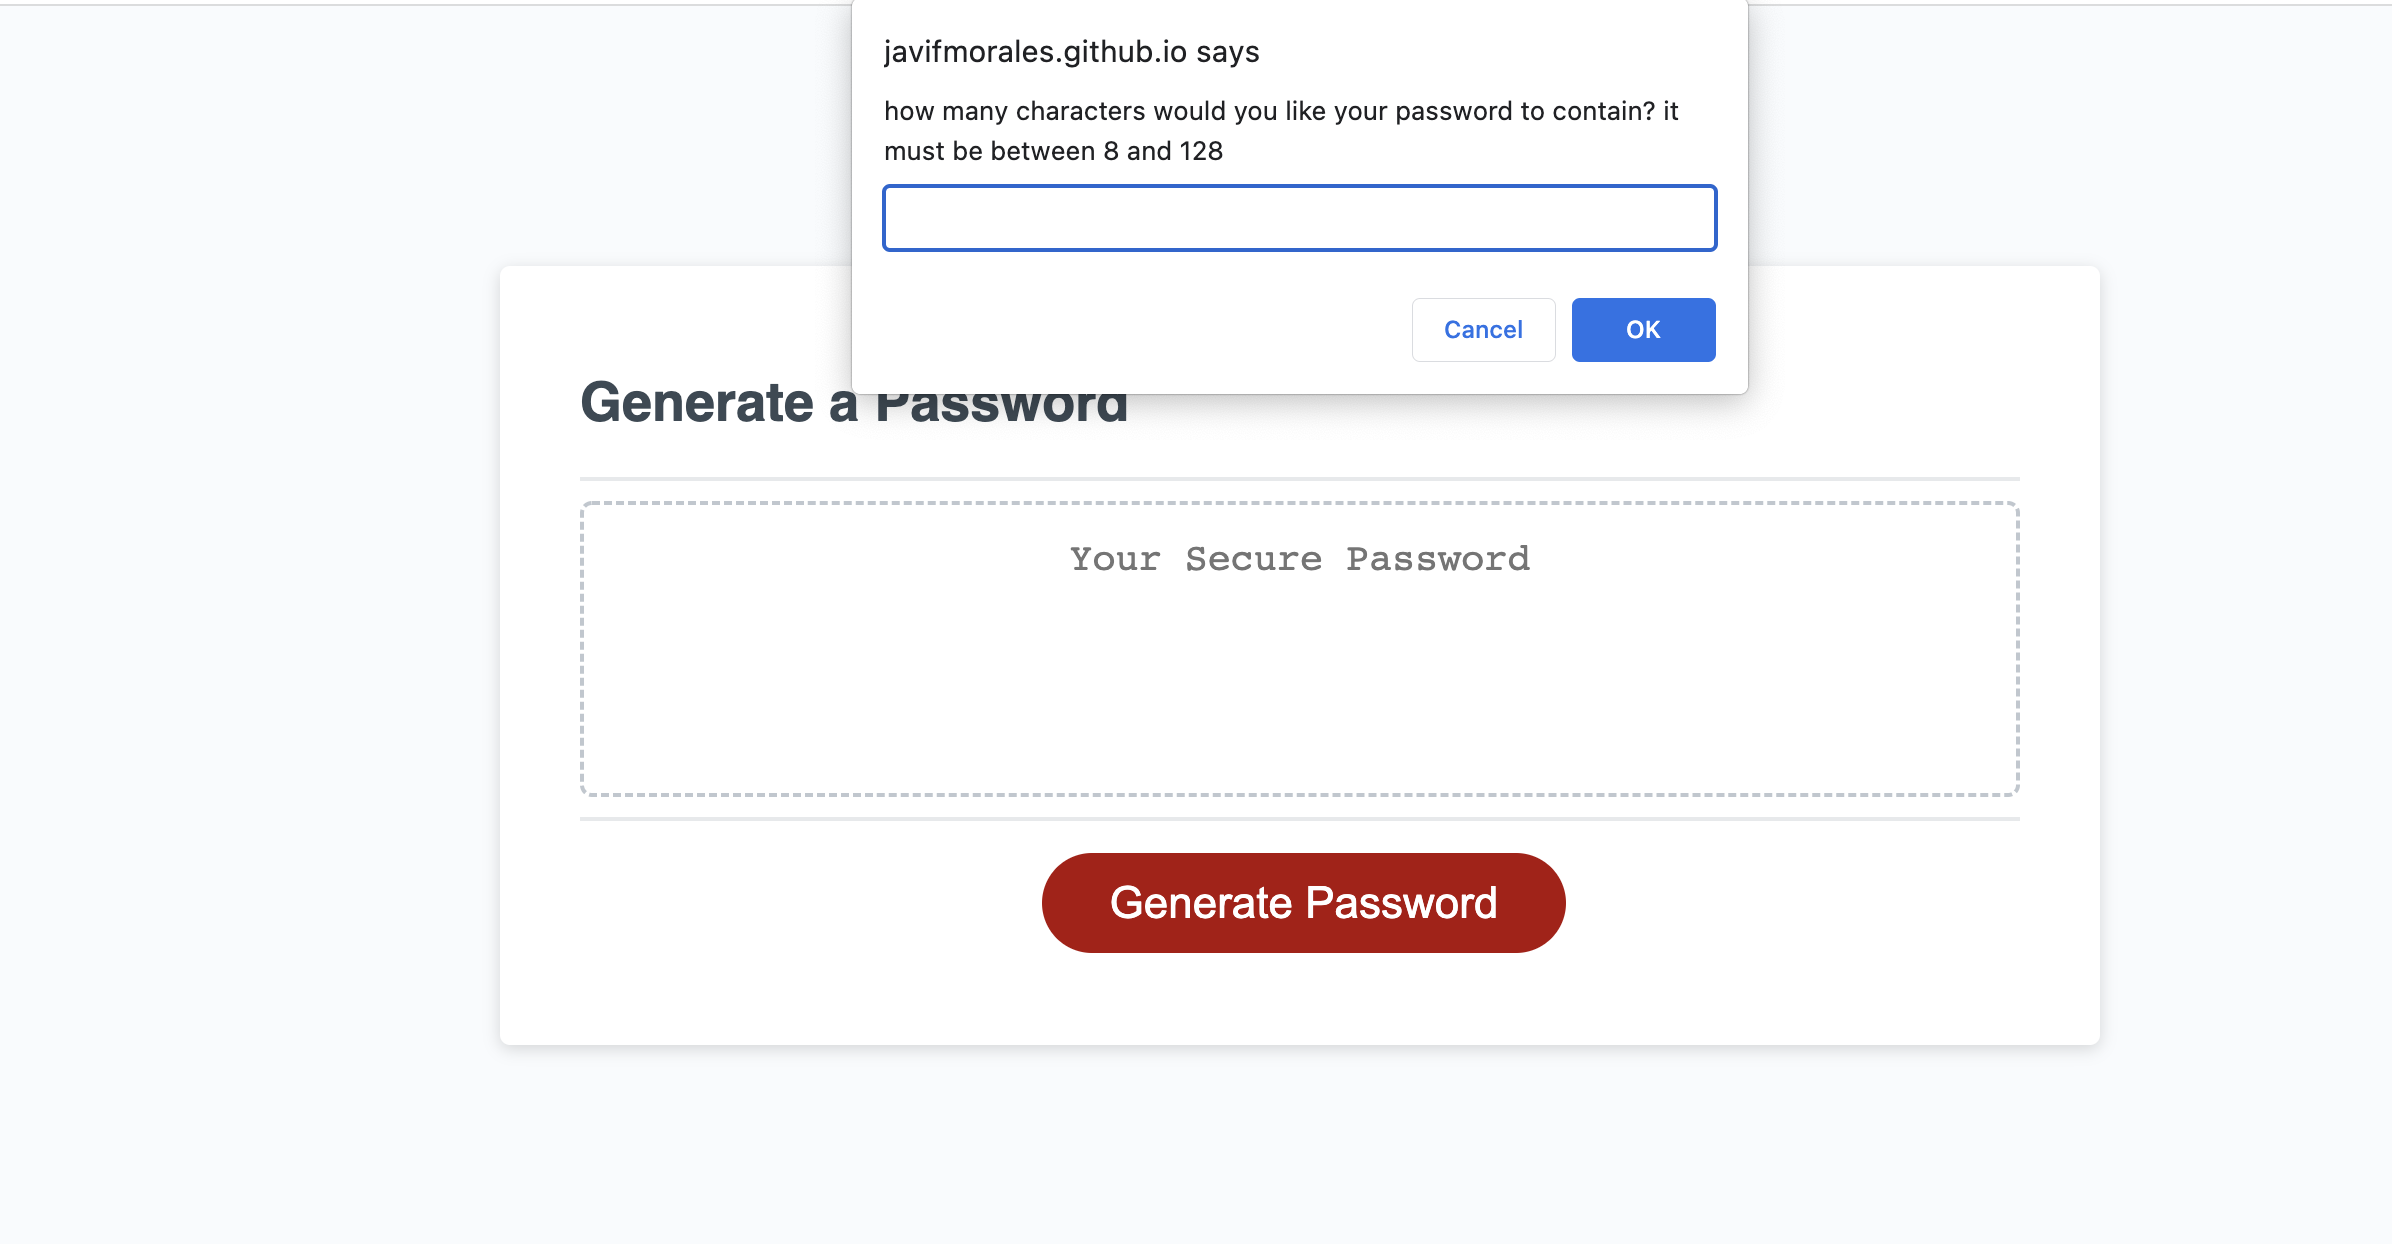 javifmorales.github.io says
how many characters would you like your password to contain? it
must be between 8 and 128
Cancel
OK
Generate a Password
Your Secure Password
Generate Password